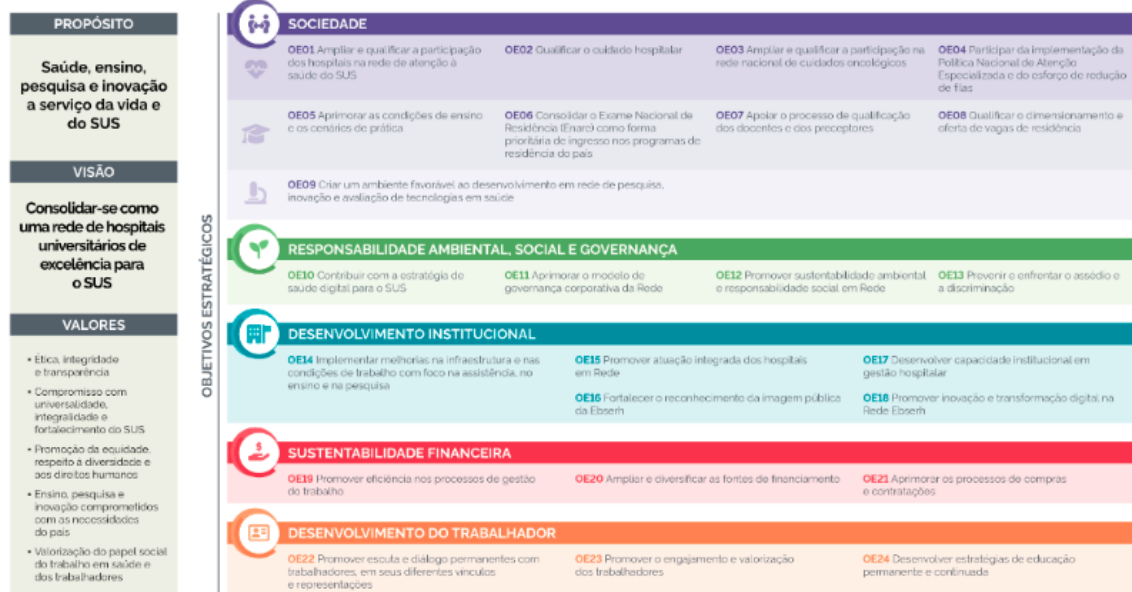 PROPÓSITO
Saúde, ensino,
pesquisa e inovação
a serviço da vida e
do SUS
VISÃO
Consolidar-se como
uma rede de hospitais
universitários de
excelência para
o SUS
VALORES
• Ética, integridade
e transparência
• Compromisso com
universalidade,
integralidade e
fortalecimento do SUS
• Promoção da equidade,
respeito à diversidade e
aos direitos humanos
• Ensino, pesquisa e
inovação comprometidos
com as necessidades
do país
• Valorização do papel social
do trabalho em saúde e
dos trabalhadores
OBJETIVOS ESTRATÉGICOS
SOCIEDADE
OE01 Ampliar e qualificar a participação
dos hospitais na rede de atenção à
saúde do SUS
OE02 Qualificar o cuidado hospitalar
OE03 Ampliar e qualificar a participação na
rede nacional de cuidados oncológicos
OE04 Participar da implementação da
Política Nacional de Atenção
Especializada e do esforço de redução
de filas
OE05 Aprimorar as condições de ensino
e os cenários de prática
OE06 Consolidar o Exame Nacional de
Residência (Enare) como forma
prioritária de ingresso nos programas de
residência do país
OE07 Apoiar o processo de qualificação
dos docentes e dos preceptores
OE08 Qualificar o dimensionamento e
oferta de vagas de residência
OE09 Criar um ambiente favorável ao desenvolvimento em rede de pesquisa,
inovação e avaliação de tecnologias em saúde
RESPONSABILIDADE AMBIENTAL, SOCIAL E GOVERNANÇA
OE10 Contribuir com a estratégia de
saúde digital para o SUS
OE11 Aprimorar o modelo de
governança corporativa da Rede
OE12 Promover sustentabilidade ambiental
e responsabilidade social em Rede
OE13 Prevenir e enfrentar o assédio e
a discriminação
DESENVOLVIMENTO INSTITUCIONAL
OE14 Implementar melhorias na infraestrutura e nas
condições de trabalho com foco na assistência, no
ensino e na pesquisa
OE15 Promover atuação integrada dos hospitais
em Rede
OE16 Fortalecer o reconhecimento da imagem pública
da Ebserh
OE17 Desenvolver capacidade institucional em
gestão hospitalar
OE18 Promover inovação e transformação digital na
Rede Ebserh
SUSTENTABILIDADE FINANCEIRA
OE19 Promover eficiência nos processos de gestão
do trabalho
OE20 Ampliar e diversificar as fontes de financiamento
OE21 Aprimorar os processos de compras
e contratações
DESENVOLVIMENTO DO TRABALHADOR
OE22 Promover escuta e diálogo permanentes com
trabalhadores, em seus diferentes vínculos
e representações
OE23 Promover o engajamento e valorização
dos trabalhadores
OE24 Desenvolver estratégias de educação
permanente e continuada